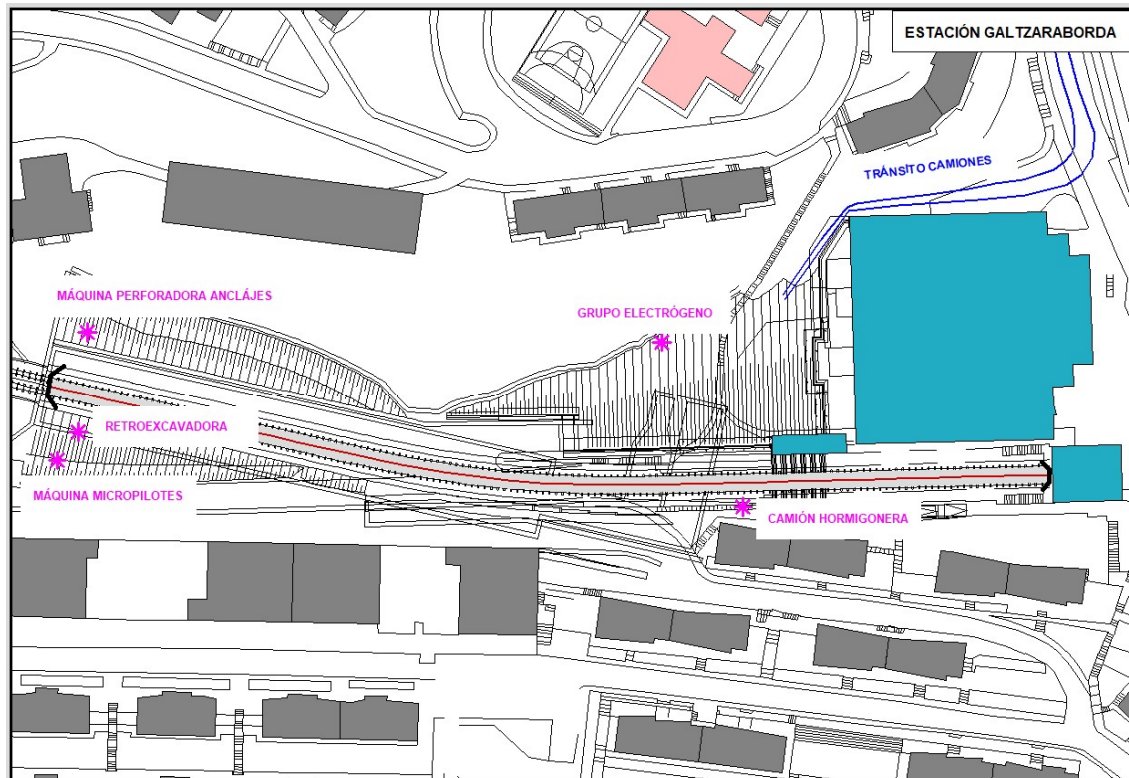 ESTACIÓN GALTZARABORDA
TRÁNSITO CAMIONES
MÁQUINA PERFORADORA ANCLÁJES
GRUPO ELECTRÓGENO
RETROEXCAVADORA
MÁQUINA MICROPILOTES
CAMIÓN HORMIGONERA